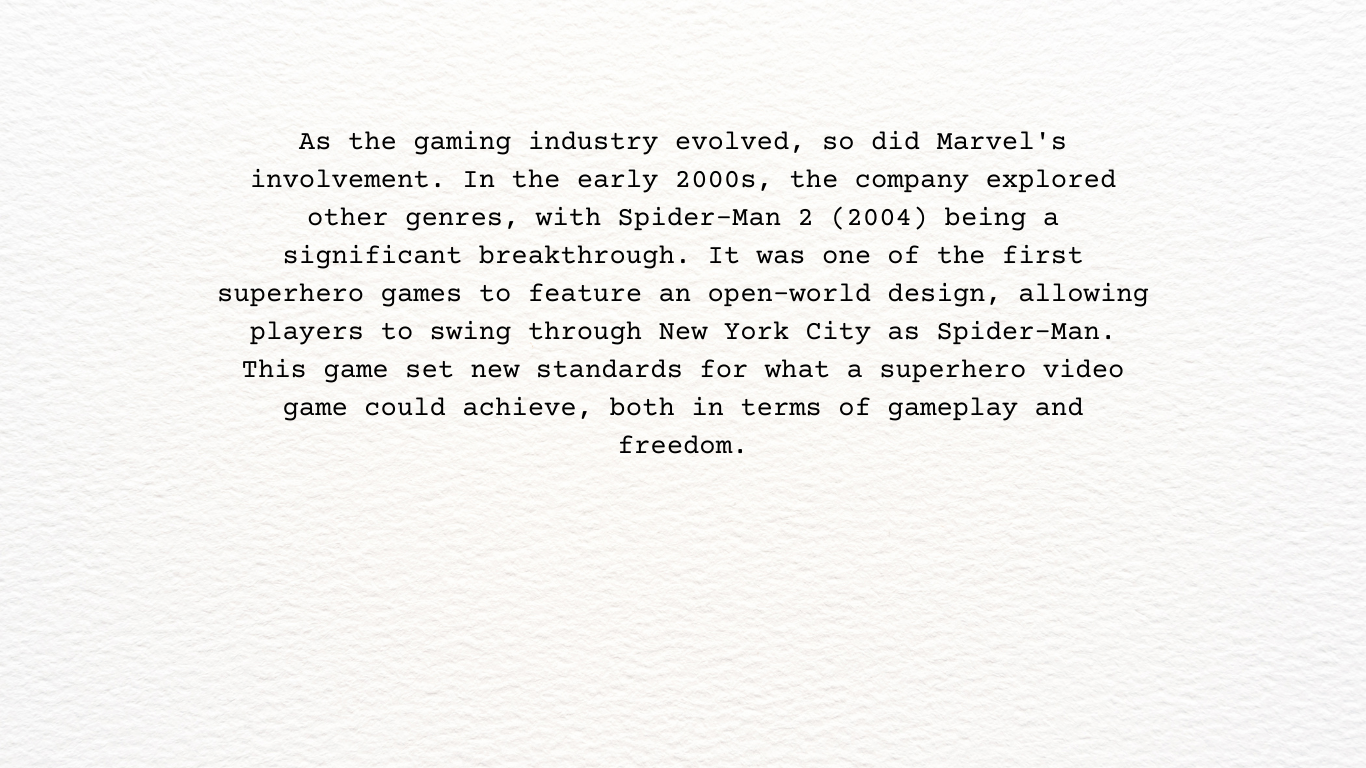 As the gaming industry evolved, so did Marvel's
involvement. In the early 2000s, the company explored
other genres, with Spider-Man 2 (2004) being a
significant breakthrough. It was one of the first
superhero games to feature an open-world design, allowing
players to swing through New York City as Spider-Man.
This game set new standards for what a superhero video
game could achieve, both in terms of gameplay and
freedom.